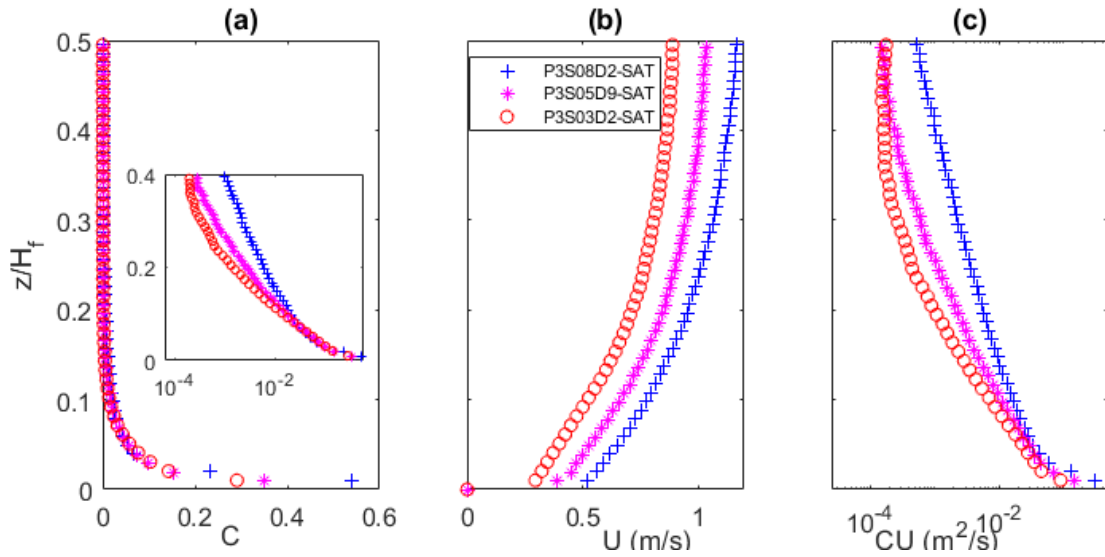 (a)
(b)
(c)
z/H_f
0.5
0.4
0.3
0.2
0.1
0
0.4
0.2
0
10^-4
10^-2
0
0.2
0.4
0.6
C
P3S08D2-SAT
P3S05D9-SAT
P3S03D2-SAT
0
0.5
1
U (m/s)
10^-4
10^-2
CU (m^2/s)